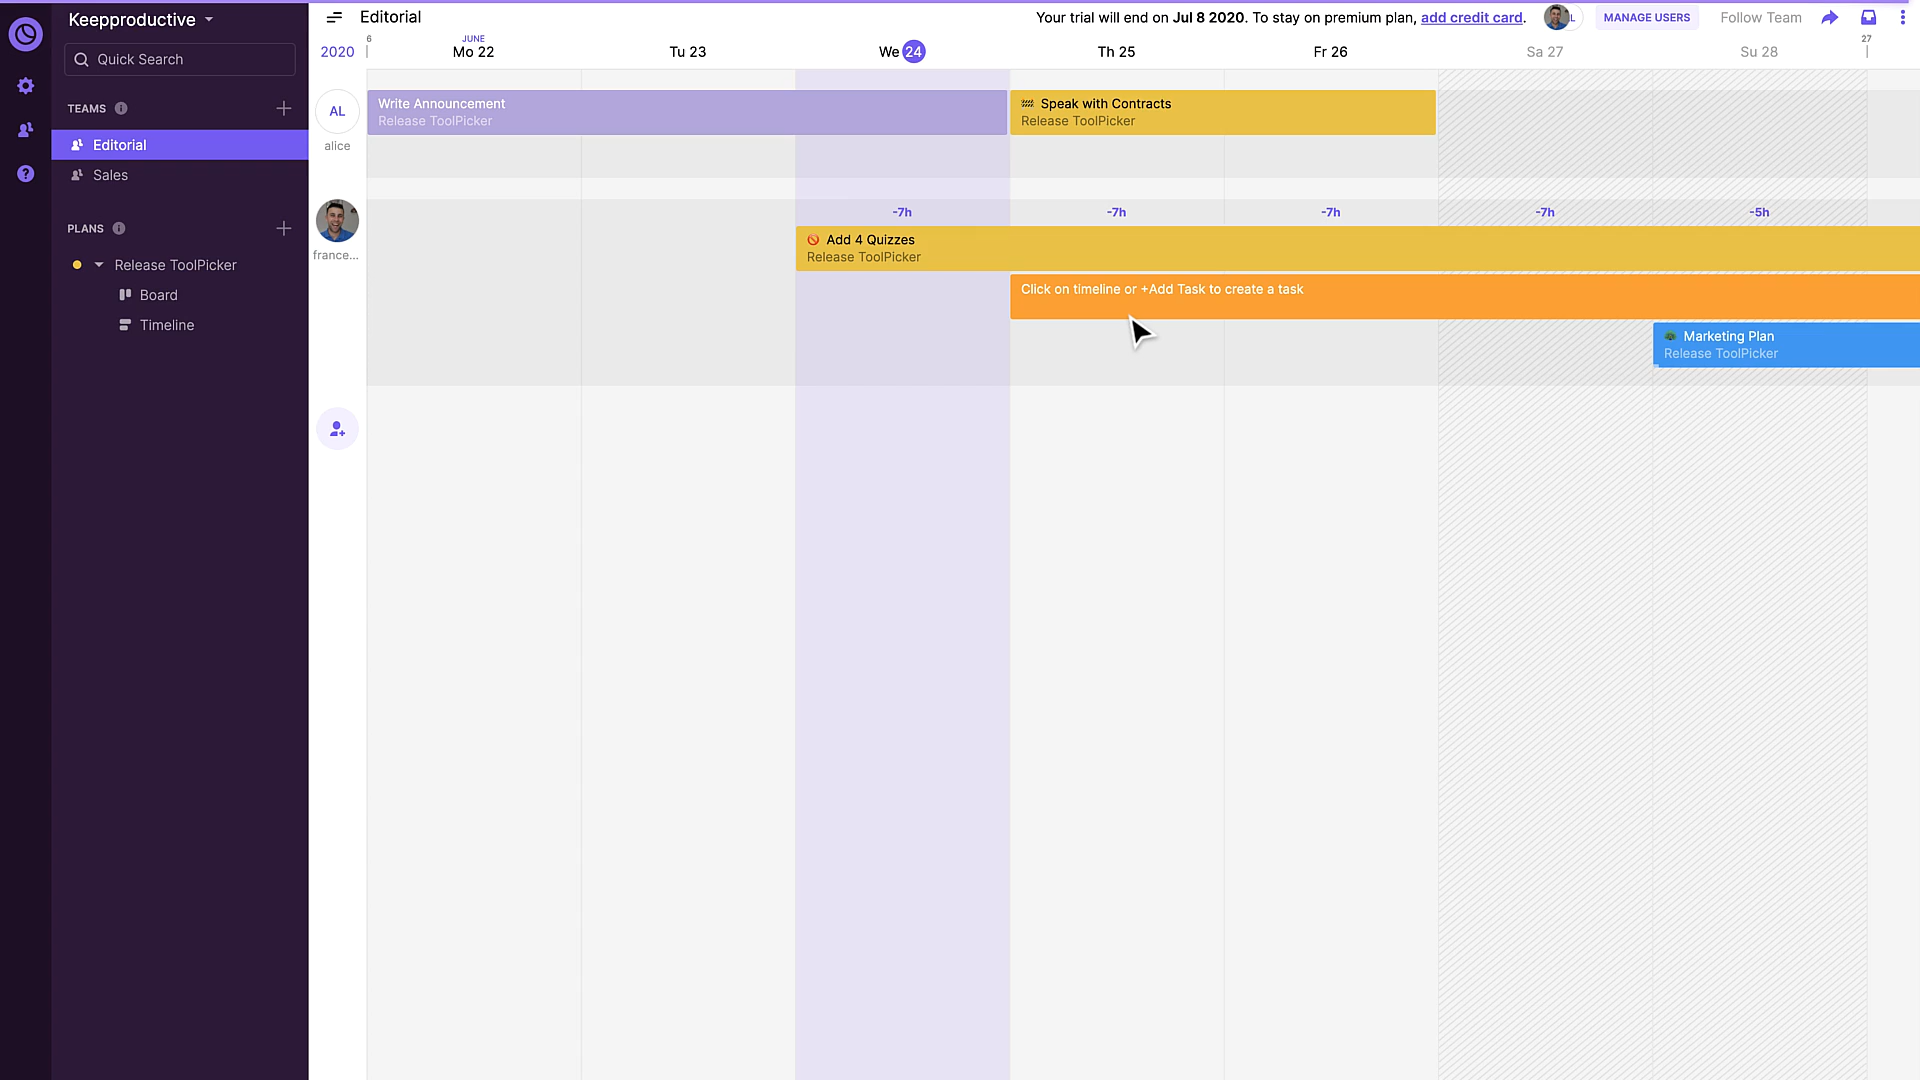 Keepproductive
Quick Search
TEAMS
Editorial
Sales
PLANS
Release ToolPicker
Board
Timeline
Editorial
Your trial will end on Jul 8 2020. To stay on premium plan, add credit card.
MANAGE USERS
Follow Team
2020
6
JUNE
Mo 22
Tu 23
We 24
Th 25
Fr 26
Sa 27
Su 28
27
AL
alice
Write Announcement
Release ToolPicker
Speak with Contracts
Release ToolPicker
france...
-7h
-7h
-7h
-7h
-5h
Add 4 Quizzes
Release ToolPicker
Click on timeline or +Add Task to create a task
Marketing Plan
Release ToolPicker